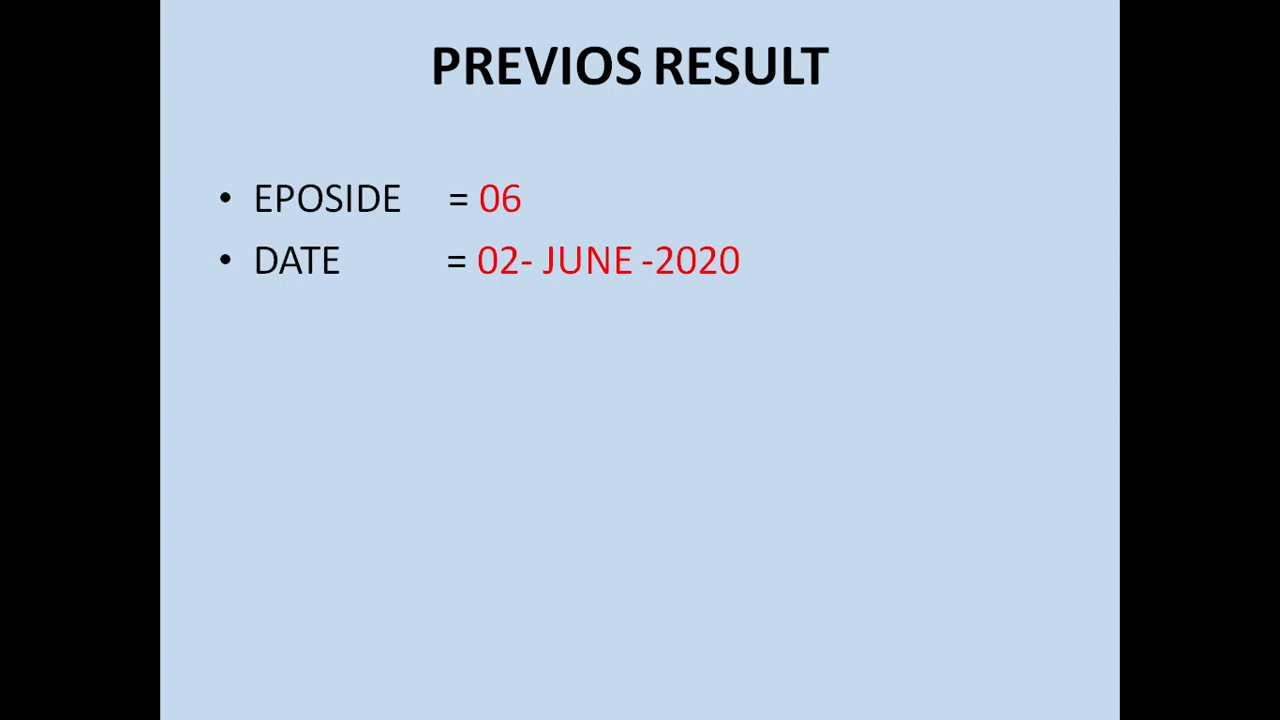 PREVIOS RESULT
• EPOSIDE = 06
• DATE = 02- JUNE -2020